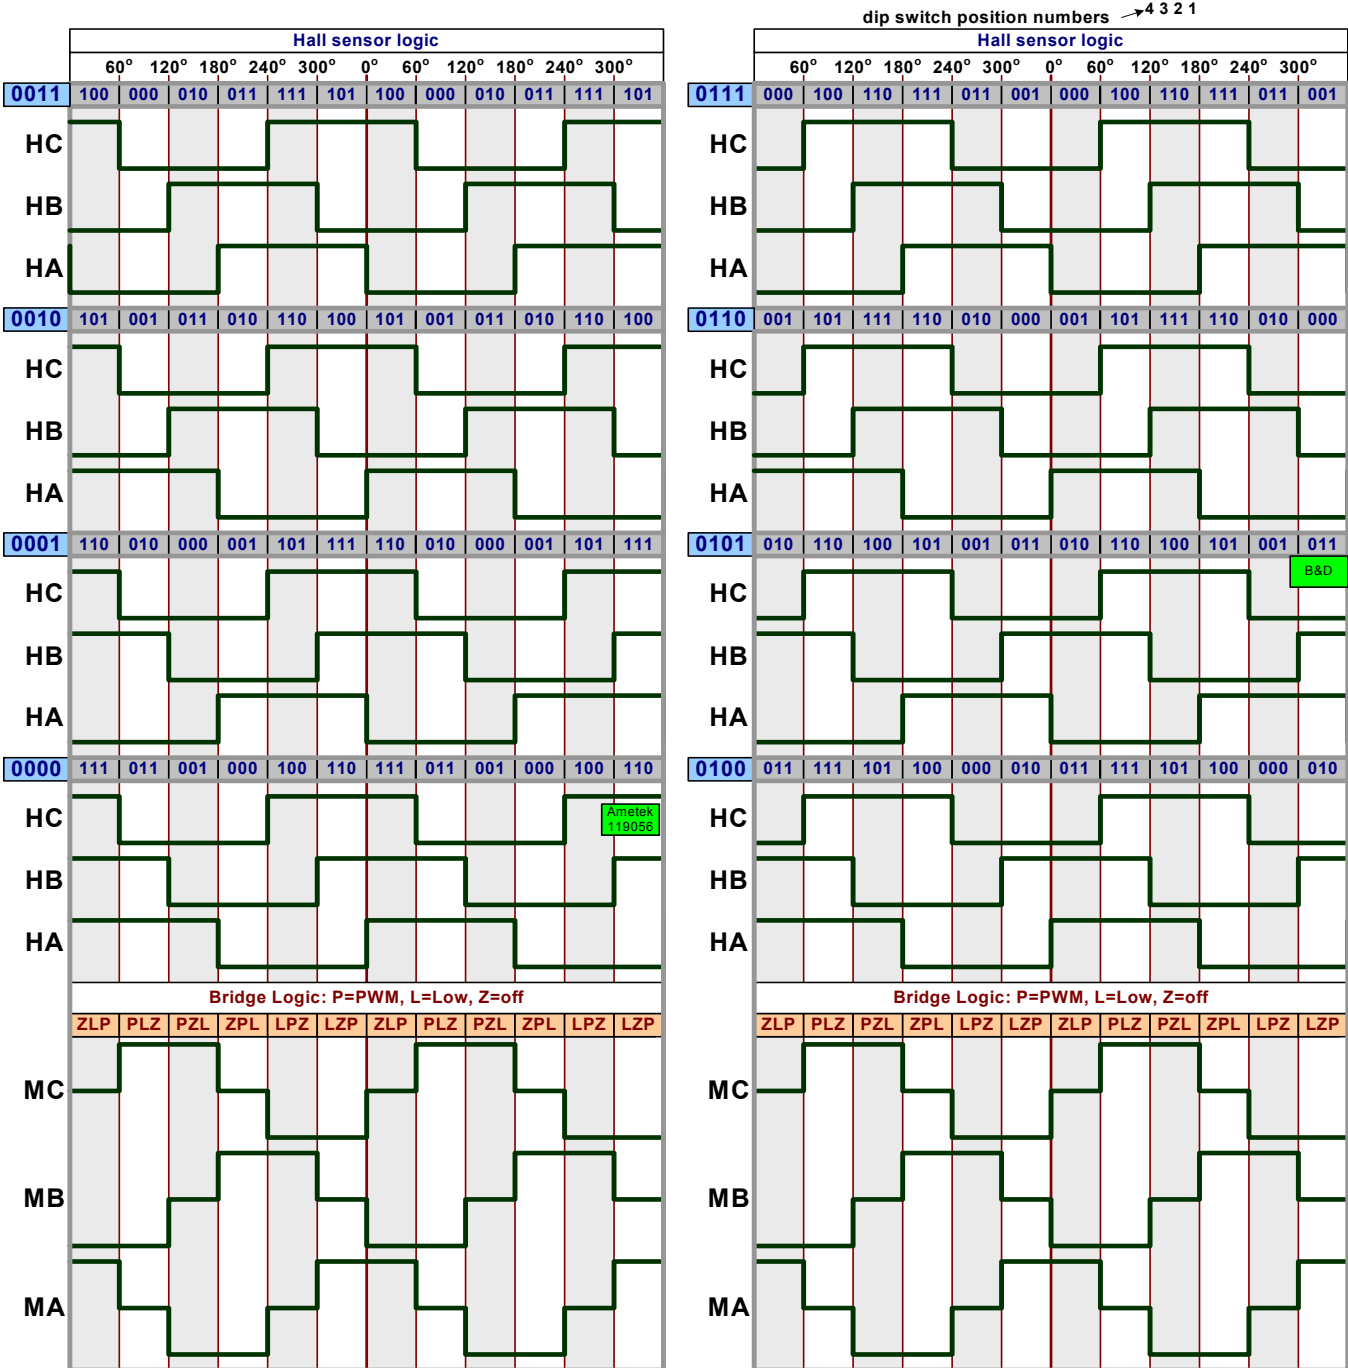 dip switch position numbers 4 3 2 1
Hall sensor logic
60° 120° 180° 240° 300° 0° 60° 120° 180° 240° 300°
0011 100 000 010 011 111 101 100 000 010 011 111 101
HC
HB
HA
0010 101 001 011 010 110 100 101 001 011 010 110 100
HC
HB
HA
0001 110 010 000 001 101 111 110 010 000 001 101 111
HC
HB
HA
0000 111 011 001 000 100 110 111 011 001 000 100 110
HC
Ametek
119056
HB
HA
Bridge Logic: P=PWM, L=Low, Z=off
ZLP PLZ PZL ZPL LPZ LZP ZLP PLZ PZL ZPL LPZ LZP
MC
MB
MA
Hall sensor logic
60° 120° 180° 240° 300° 0° 60° 120° 180° 240° 300°
0111 000 100 110 111 011 001 000 100 110 111 011 001
HC
HB
HA
0110 001 101 111 110 010 000 001 101 111 110 010 000
HC
HB
HA
0101 010 110 100 101 001 011 010 110 100 101 001 011
B&D
HC
HB
HA
0100 011 111 101 100 000 010 011 111 101 100 000 010
HC
HB
HA
Bridge Logic: P=PWM, L=Low, Z=off
ZLP PLZ PZL ZPL LPZ LZP ZLP PLZ PZL ZPL LPZ LZP
MC
MB
MA